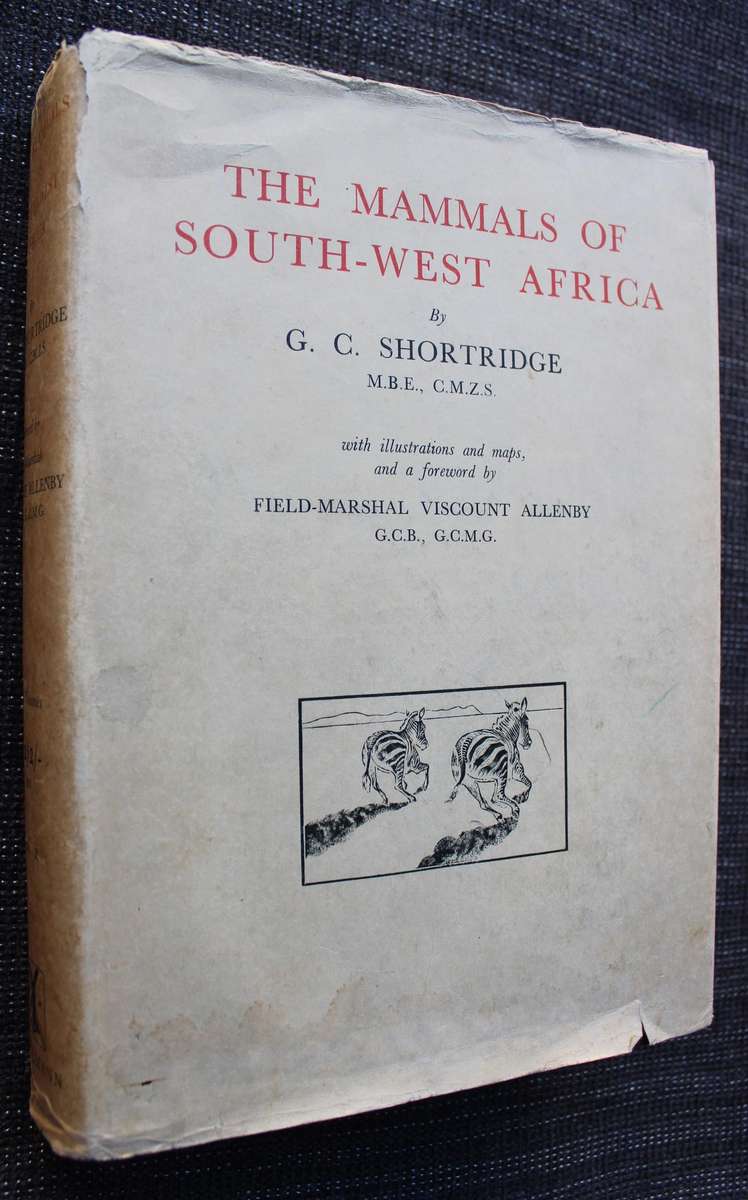 THE MAMMALS OF
SOUTH-WEST AFRICA
By
G. C. SHORTRIDGE
M.B.E., C.M.Z.S.
with illustrations and maps,
and a foreword by
FIELD-MARSHAL VISCOUNT ALLENBY
G.C.B., G.C.M.G.